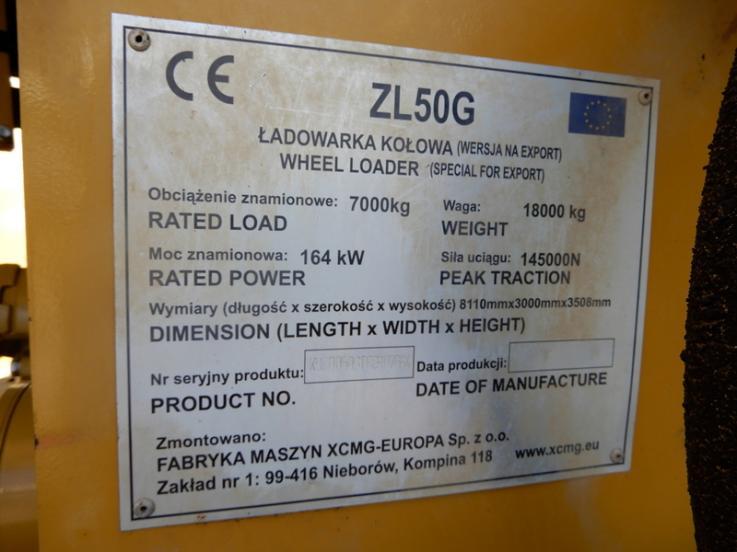 CE
ZL50G
ŁADOWARKA KOŁOWA (WERSJA NA EXPORT)
WHEEL LOADER (SPECIAL FOR EXPORT)
Obciążenie znamionowe: 7000kg Waga: 18000 kg
RATED LOAD WEIGHT
Moc znamionowa: 164 kW Siła uciągu: 145000N
RATED POWER PEAK TRACTION
Wymiary (długość x szerokość x wysokość) 8110mmx3000mmx3508mm
DIMENSION (LENGTH x WIDTH x HEIGHT)
Nr seryjny produktu: Data produkcji:
PRODUCT NO. DATE OF MANUFACTURE
Zmontowano:
FABRYKA MASZYN XCMG-EUROPA Sp. z o.o.
Zakład nr 1: 99-416 Nieborów, Kompina 118 www.xcmg.eu